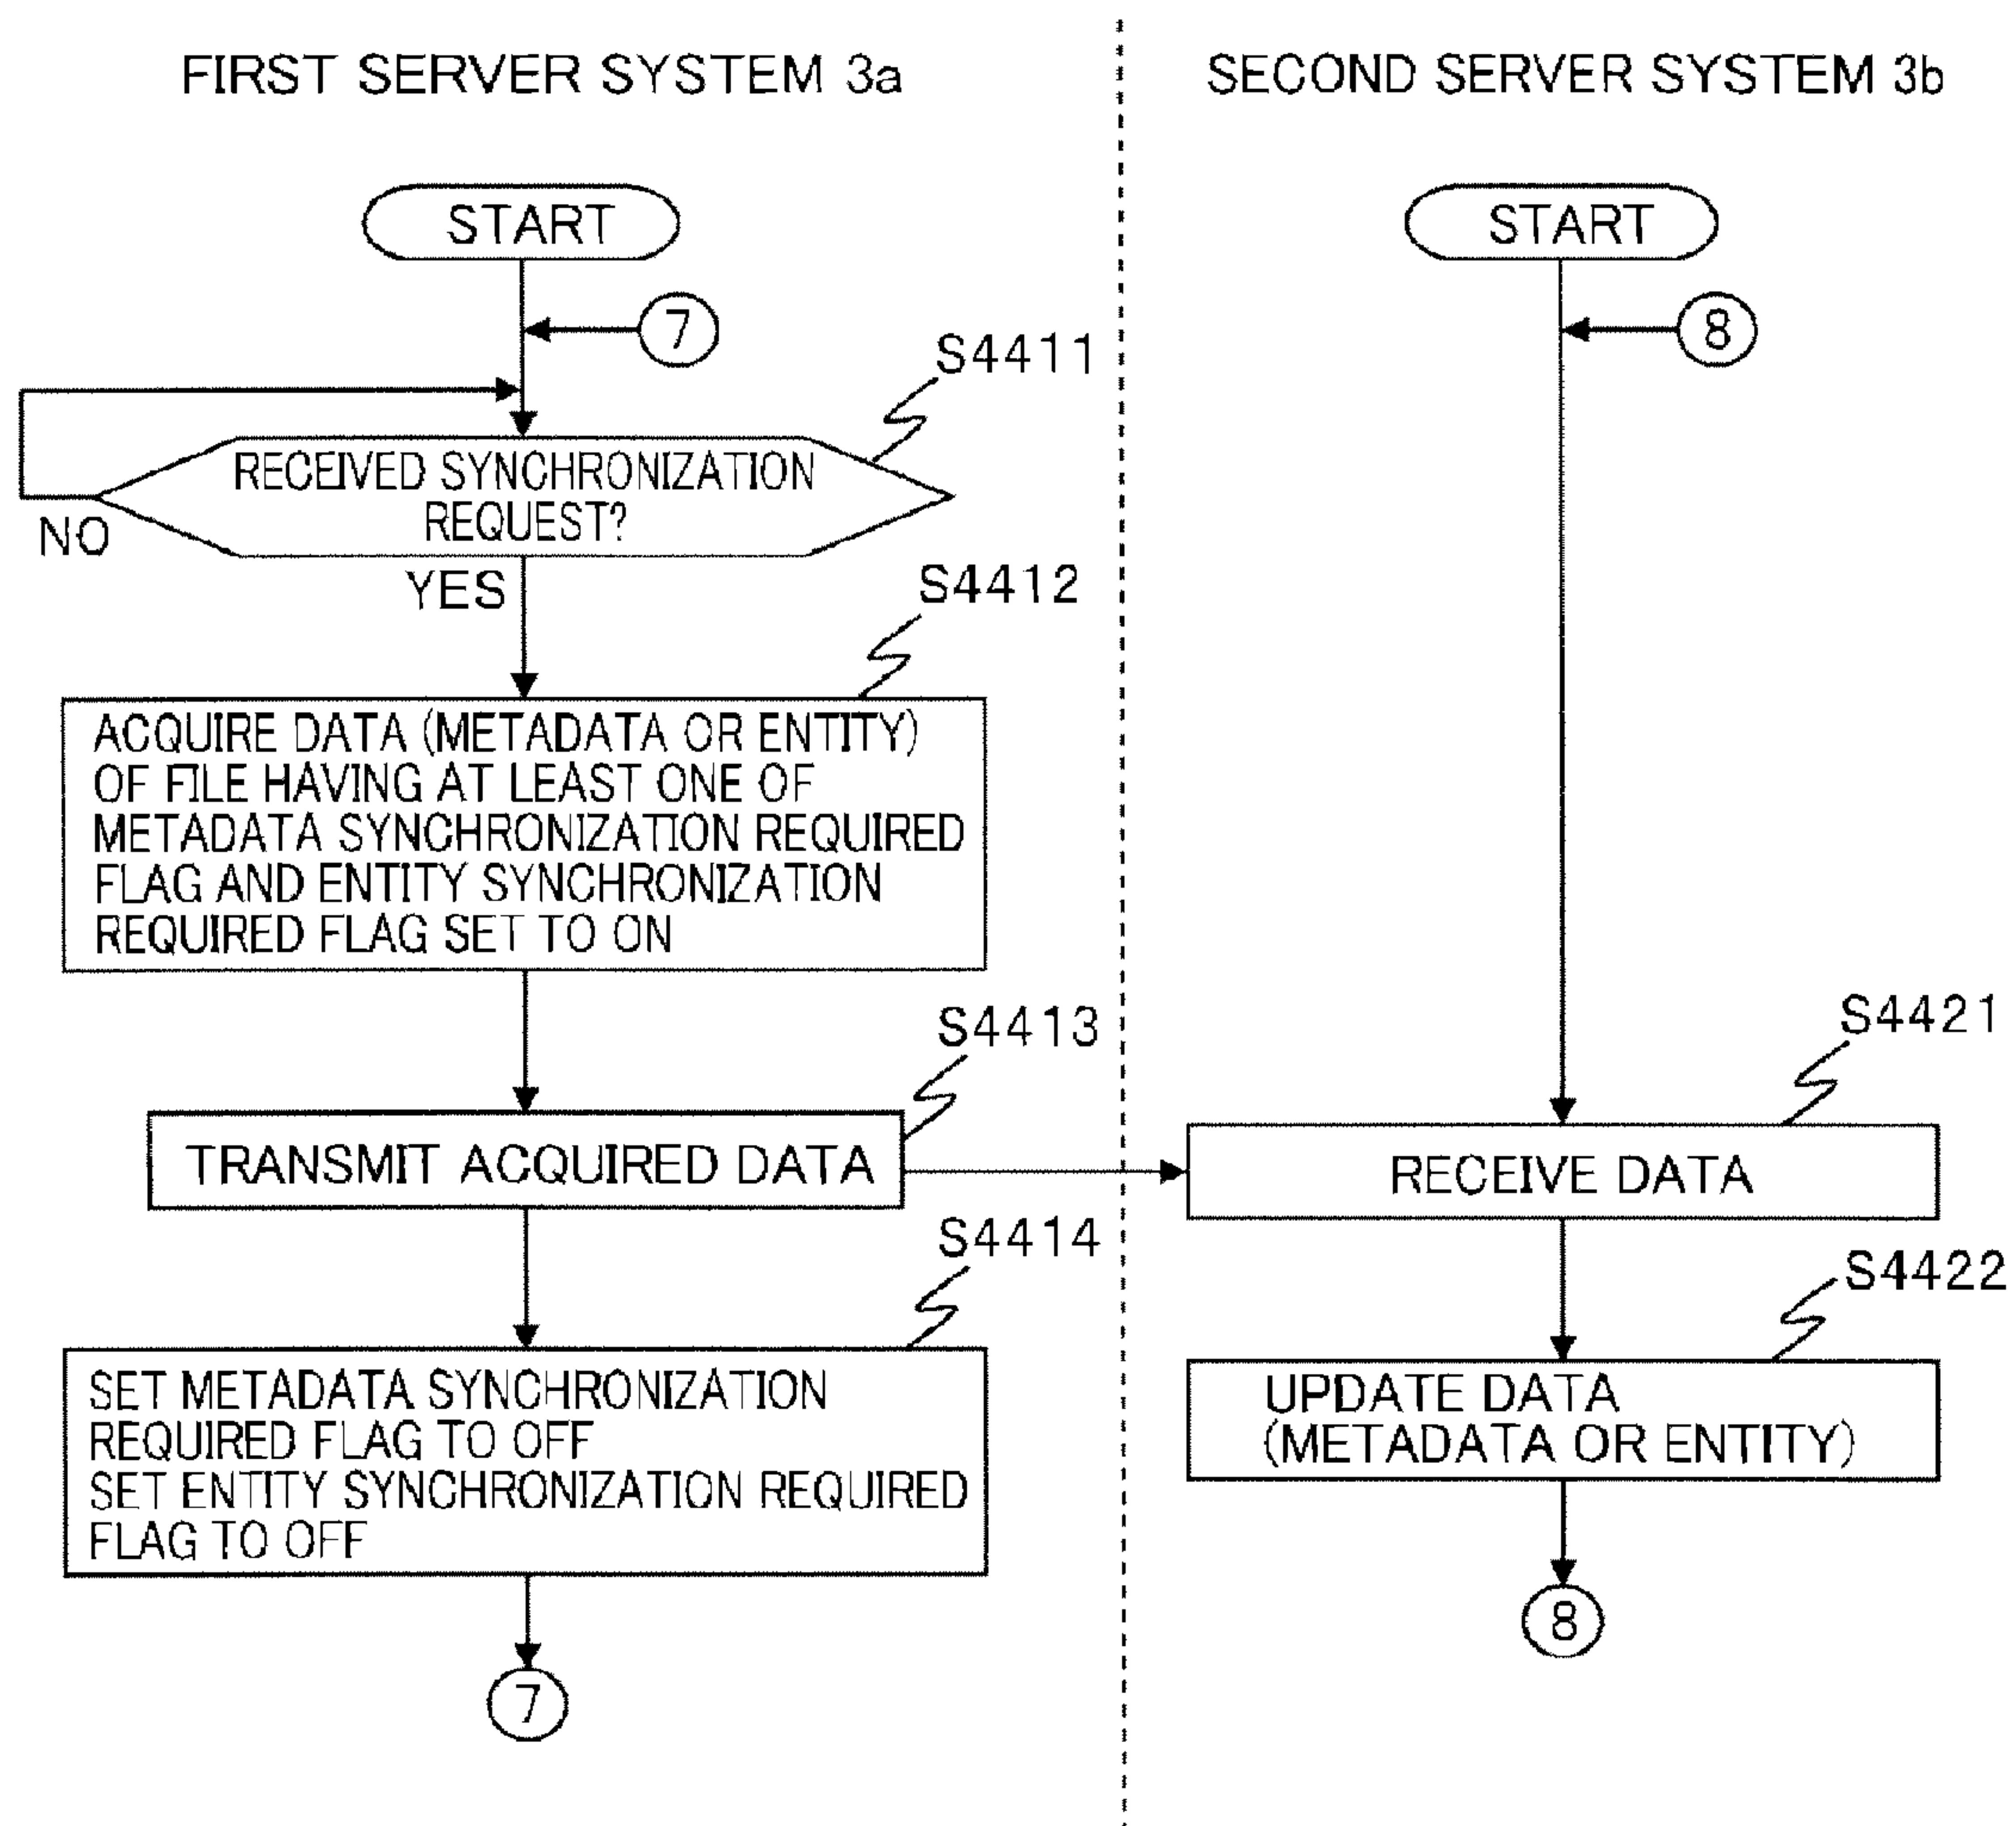 FIRST SERVER SYSTEM 3a
START
7
S4411
RECEIVED SYNCHRONIZATION
REQUEST?
NO
YES
S4412
ACQUIRE DATA (METADATA OR ENTITY)
OF FILE HAVING AT LEAST ONE OF
METADATA SYNCHRONIZATION REQUIRED
FLAG AND ENTITY SYNCHRONIZATION
REQUIRED FLAG SET TO ON
S4413
TRANSMIT ACQUIRED DATA
S4414
SET METADATA SYNCHRONIZATION
REQUIRED FLAG TO OFF
SET ENTITY SYNCHRONIZATION REQUIRED
FLAG TO OFF
7
SECOND SERVER SYSTEM 3b
START
8
S4421
RECEIVE DATA
S4422
UPDATE DATA
(METADATA OR ENTITY)
8